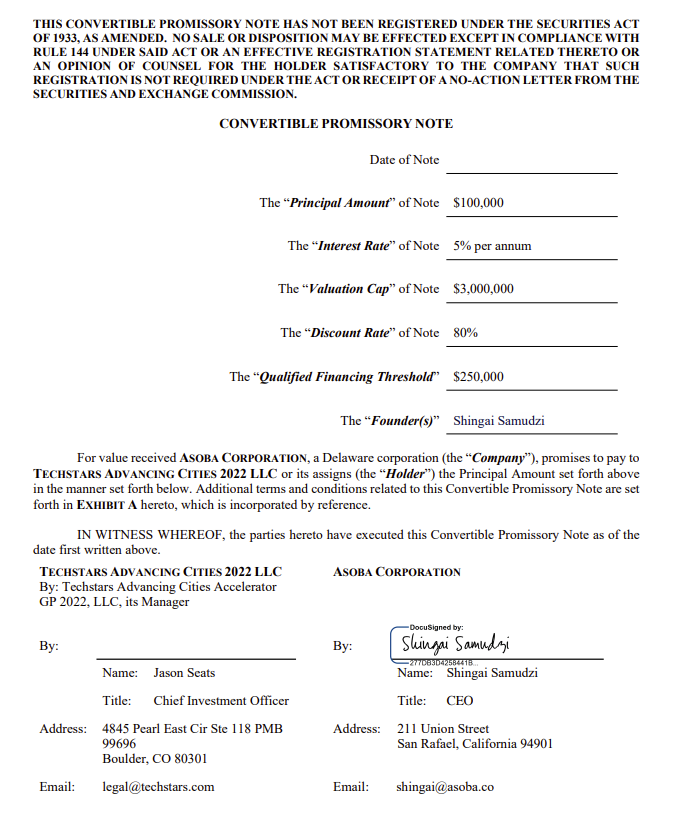 THIS CONVERTIBLE PROMISSORY NOTE HAS NOT BEEN REGISTERED UNDER THE SECURITIES ACT
OF 1933, AS AMENDED. NO SALE OR DISPOSITION MAY BE EFFECTED EXCEPT IN COMPLIANCE WITH
RULE 144 UNDER SAID ACT OR AN EFFECTIVE REGISTRATION STATEMENT RELATED THERETO OR
AN OPINION OF COUNSEL FOR THE HOLDER SATISFACTORY TO THE COMPANY THAT SUCH
REGISTRATION IS NOT REQUIRED UNDER THE ACT OR RECEIPT OF A NO-ACTION LETTER FROM THE
SECURITIES AND EXCHANGE COMMISSION.
CONVERTIBLE PROMISSORY NOTE
Date of Note
The “Principal Amount” of Note $100,000
The “Interest Rate” of Note 5% per annum
The “Valuation Cap” of Note $3,000,000
The “Discount Rate” of Note 80%
The “Qualified Financing Threshold” $250,000
The “Founder(s)” Shingai Samudzi
For value received ASOBA CORPORATION, a Delaware corporation (the “Company”), promises to pay to
TECHSTARS ADVANCING CITIES 2022 LLC or its assigns (the “Holder”) the Principal Amount set forth above
in the manner set forth below. Additional terms and conditions related to this Convertible Promissory Note are set
forth in EXHIBIT A hereto, which is incorporated by reference.
IN WITNESS WHEREOF, the parties hereto have executed this Convertible Promissory Note as of the
date first written above.
TECHSTARS ADVANCING CITIES 2022 LLC
By: Techstars Advancing Cities Accelerator
GP 2022, LLC, its Manager
By:
Name: Jason Seats
Title: Chief Investment Officer
Address: 4845 Pearl East Cir Ste 118 PMB
99696
Boulder, CO 80301
Email: legal@techstars.com
ASOBA CORPORATION
DocuSigned by:
By: Shingai Samudzi
277DB3D4258441B...
Name: Shingai Samudzi
Title: CEO
Address: 211 Union Street
San Rafael, California 94901
Email: shingai@asoba.co